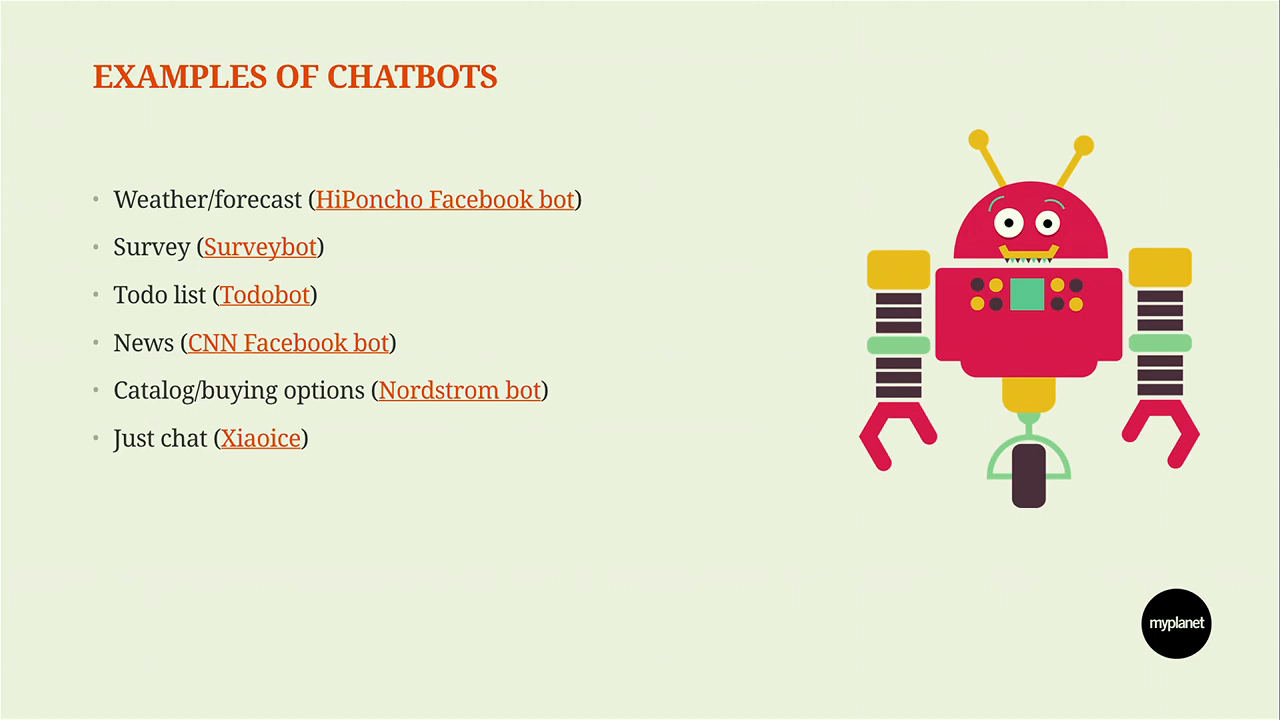 EXAMPLES OF CHATBOTS
• Weather/forecast (HiPoncho Facebook bot)
• Survey (Surveybot)
• Todo list (Todobot)
• News (CNN Facebook bot)
• Catalog/buying options (Nordstrom bot)
• Just chat (Xiaoice)
myplanet